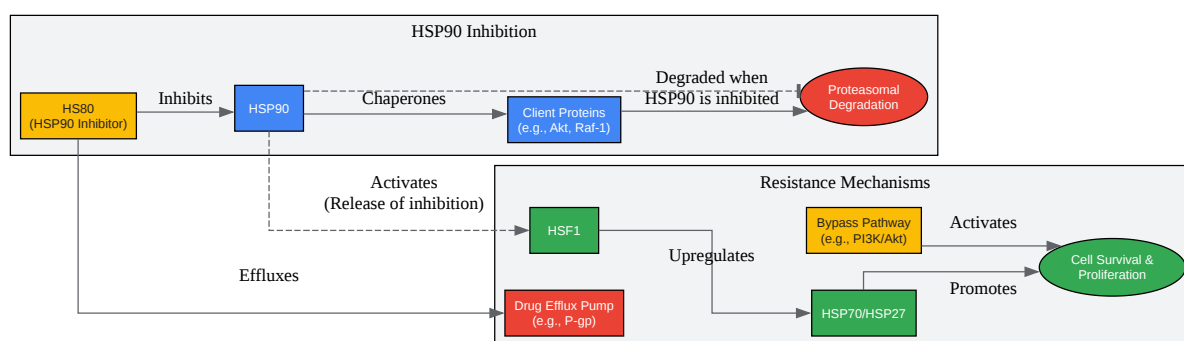 HSP90 Inhibition
HS80
(HSP90 Inhibitor)
Inhibits
HSP90
Chaperones
Client Proteins
(e.g., Akt, Raf-1)
Degraded when
HSP90 is inhibited
Proteasomal
Degradation
Activates
(Release of inhibition)
Effluxes
Resistance Mechanisms
HSF1
Upregulates
Bypass Pathway
(e.g., PI3K/Akt)
Activates
Cell Survival &
Proliferation
Promotes
Drug Efflux Pump
(e.g., P-gp)
HSP70/HSP27